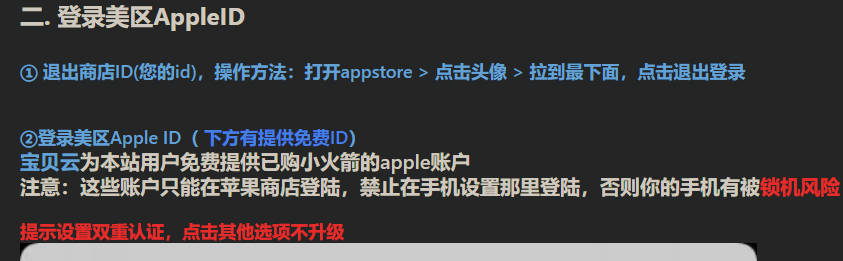 二. 登录美区AppleID
① 退出商店ID(您的id)，操作方法：打开appstore > 点击头像 > 拉到最下面，点击退出登录
②登录美区Apple ID（ 下方有提供免费ID）
宝贝云为本站用户免费提供已购小火箭的apple账户
注意：这些账户只能在苹果商店登陆，禁止在手机设置那里登陆，否则你的手机有被锁机风险
提示设置双重认证，点击其他选项不升级